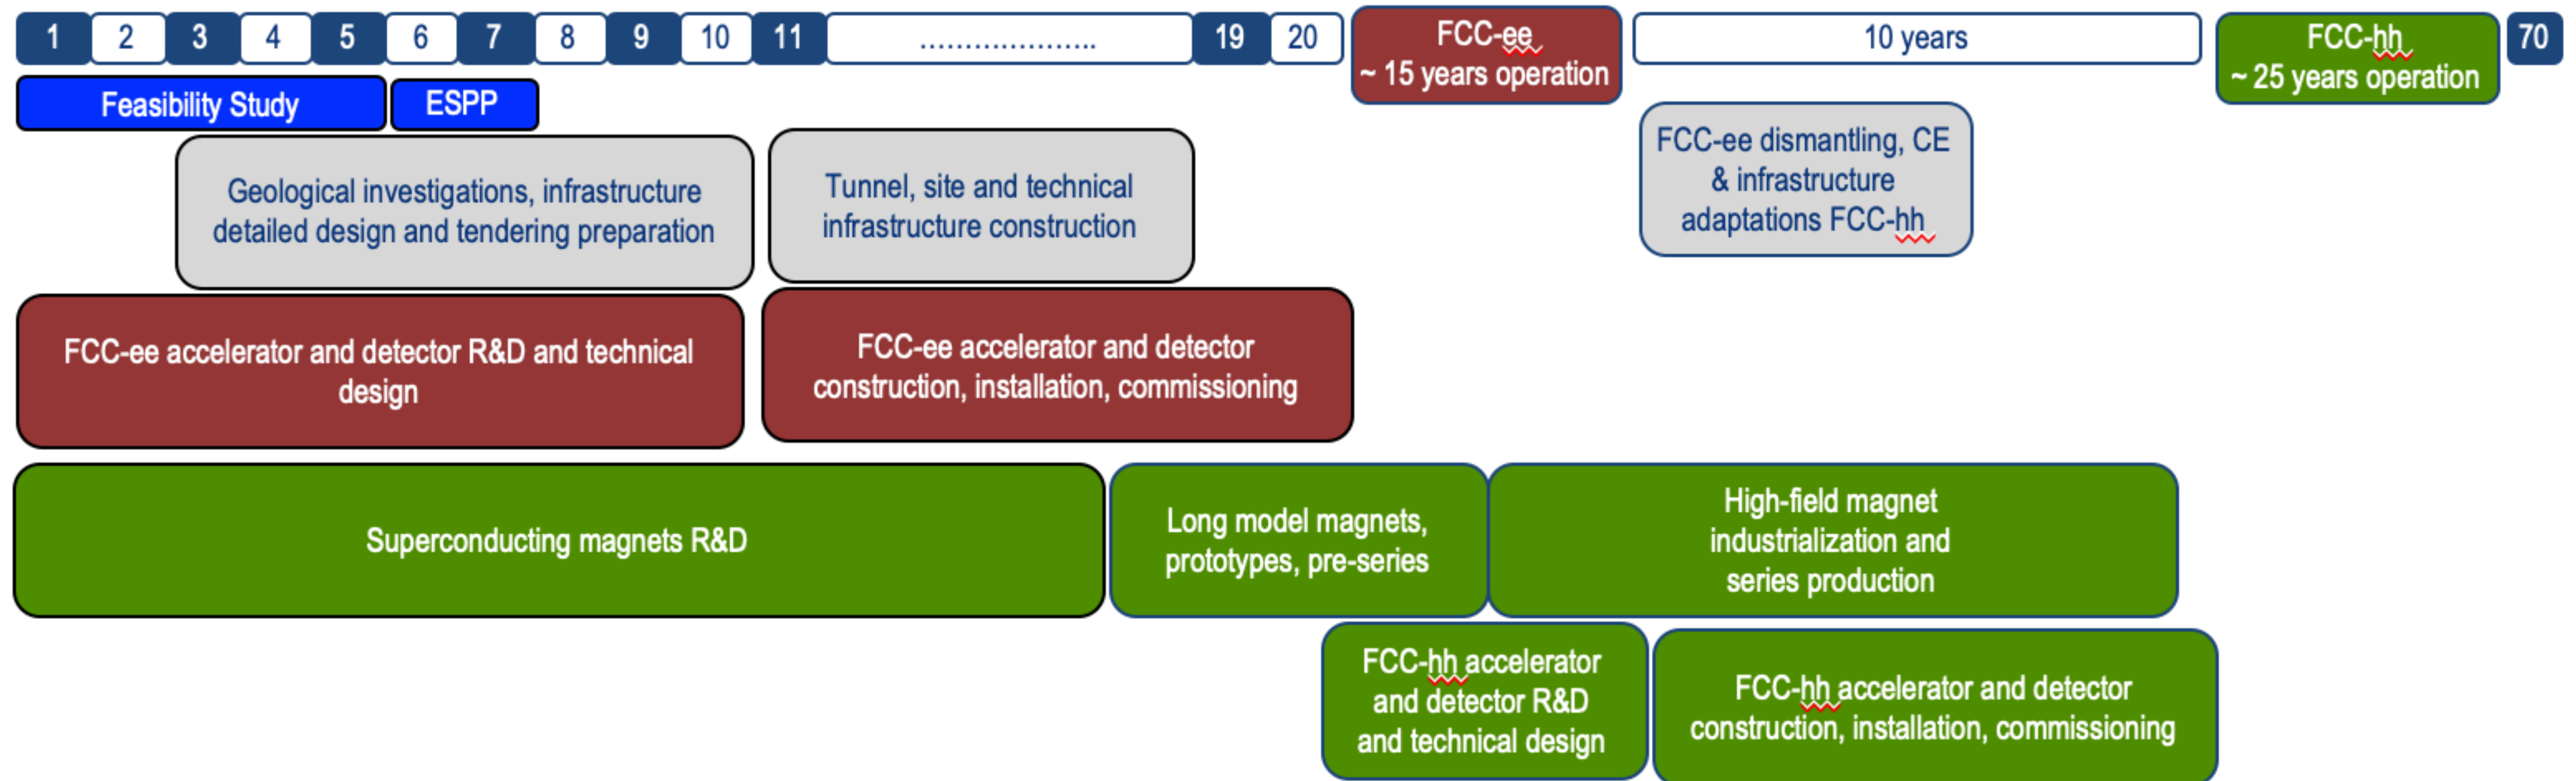 1 2 3 4 5 6 7 8 9 10 11 ………………….. 19 20
FCC-ee
~ 15 years operation
10 years
FCC-hh
~ 25 years operation
70
Feasibility Study
ESPP
Geological investigations, infrastructure
detailed design and tendering preparation
Tunnel, site and technical
infrastructure construction
FCC-ee dismantling, CE
& infrastructure
adaptations FCC-hh
FCC-ee accelerator and detector R&D and technical
design
FCC-ee accelerator and detector
construction, installation, commissioning
Superconducting magnets R&D
Long model magnets,
prototypes, pre-series
High-field magnet
industrialization and
series production
FCC-hh accelerator
and detector R&D
and technical design
FCC-hh accelerator and detector
construction, installation, commissioning